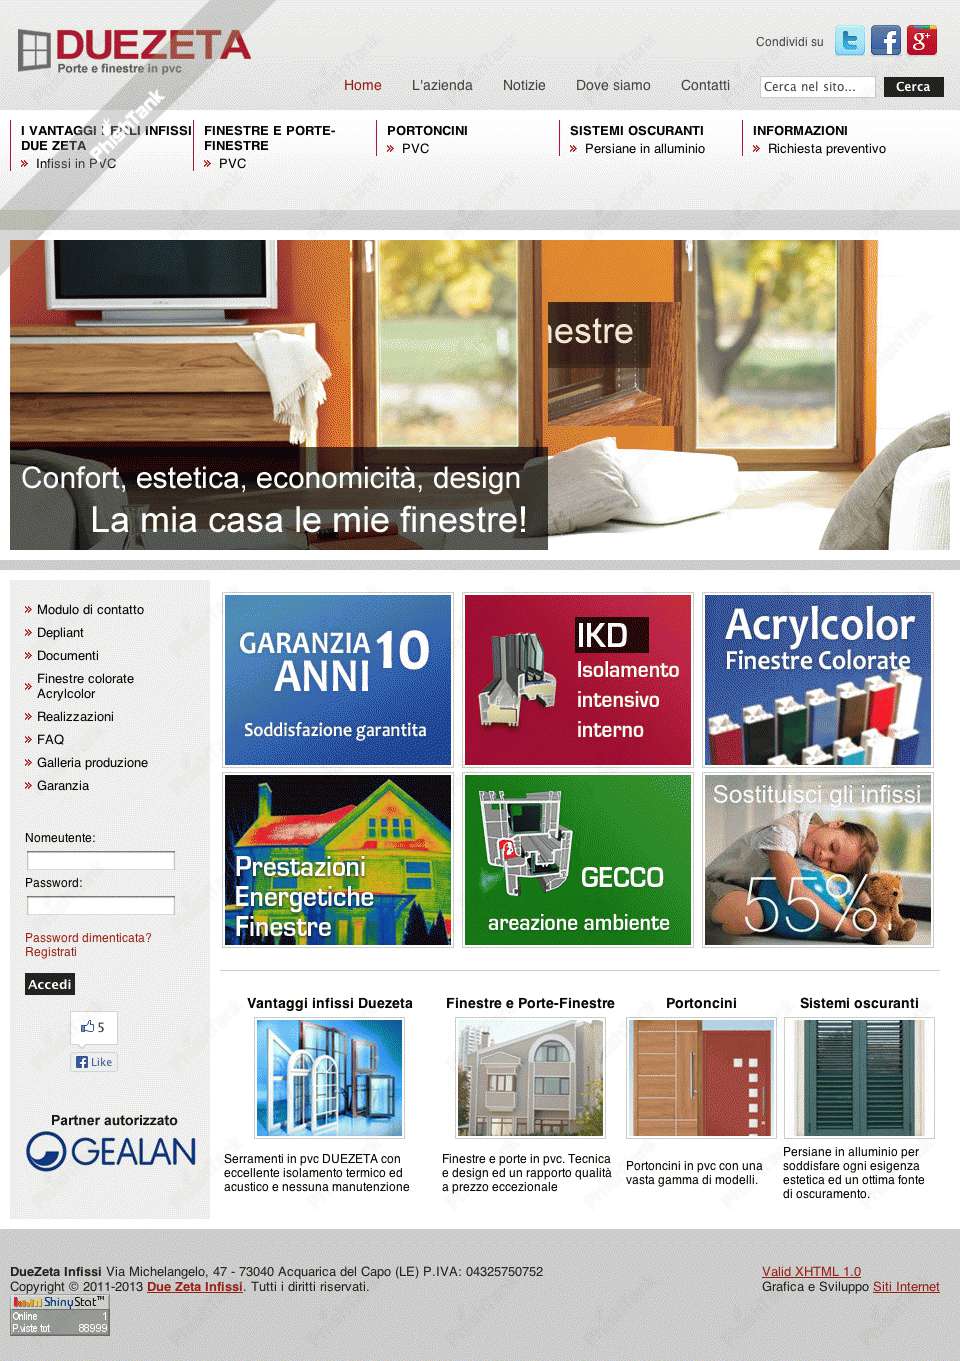 DUEZETA
Porte e finestre in pvc
PhishTank
Condividi su
Home
L'azienda
Notizie
Dove siamo
Contatti
Cerca nel sito...
Cerca
I VANTAGGI DEGLI INFISSI
DUE ZETA
Infissi in PVC
FINESTRE E PORTE-
FINESTRE
PVC
PORTONCINI
PVC
SISTEMI OSCURANTI
Persiane in alluminio
INFORMAZIONI
Richiesta preventivo
nestre
Confort, estetica, economicità, design
La mia casa le mie finestre!
Modulo di contatto
Depliant
Documenti
Finestre colorate
Acrylcolor
Realizzazioni
FAQ
Galleria produzione
Garanzia
Nomeutente:
Password:
Password dimenticata?
Registrati
Accedi
5
Like
Partner autorizzato
GEALAN
GARANZIA 10
ANNI
Soddisfazione garantita
IKD
Isolamento
intensivo
interno
Acrylcolor
Finestre Colorate
Prestazioni
Energetiche
Finestre
GECCO
areazione ambiente
Sostituisci gli infissi
55%
Vantaggi infissi Duezeta
Serramenti in pvc DUEZETA con
eccellente isolamento termico ed
acustico e nessuna manutenzione
Finestre e Porte-Finestre
Finestre e porte in pvc. Tecnica
e design ed un rapporto qualità
a prezzo eccezionale
Portoncini
Portoncini in pvc con una
vasta gamma di modelli.
Sistemi oscuranti
Persiane in alluminio per
soddisfare ogni esigenza
estetica ed un ottima fonte
di oscuramento.
DueZeta Infissi Via Michelangelo, 47 - 73040 Acquarica del Capo (LE) P.IVA: 04325750752
Copyright © 2011-2013 Due Zeta Infissi. Tutti i diritti riservati.
Valid XHTML 1.0
Grafica e Sviluppo Siti Internet
ShinyStat™
Online 1
P.viste tot 88999